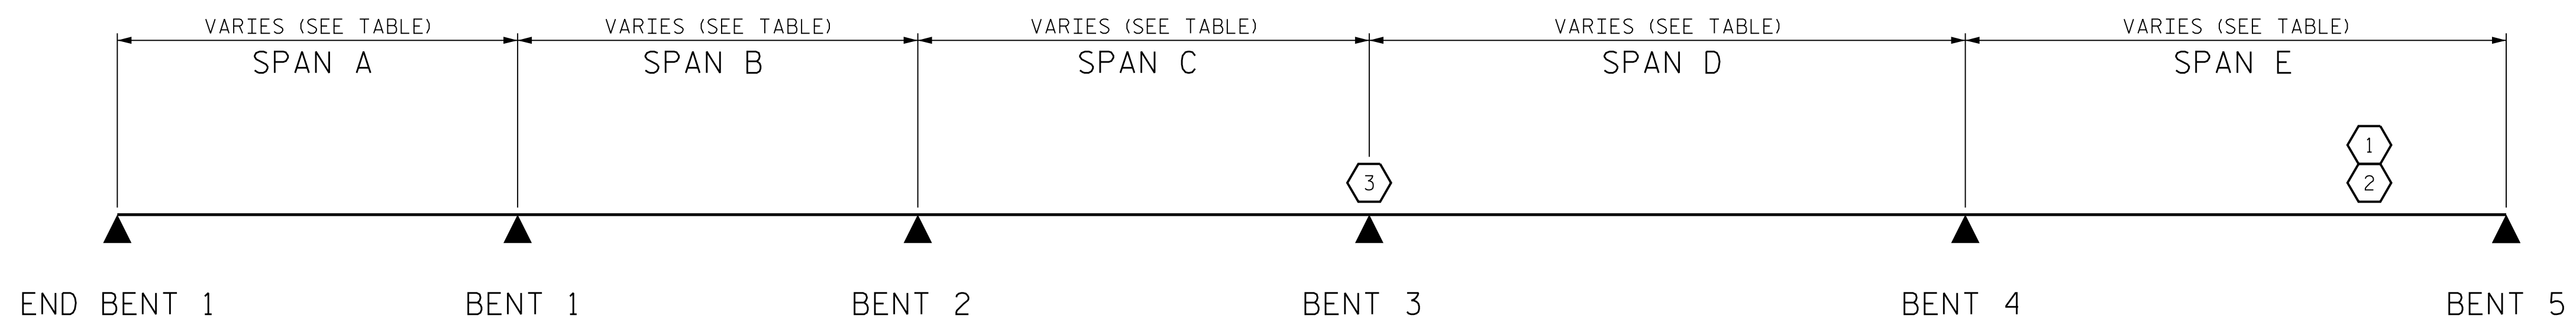 VARIES (SEE TABLE) VARIES (SEE TABLE) VARIES (SEE TABLE) VARIES (SEE TABLE) VARIES (SEE TABLE)
SPAN A SPAN B SPAN C SPAN D SPAN E
1
3 2
END BENT 1 BENT 1 BENT 2 BENT 3 BENT 4 BENT 5